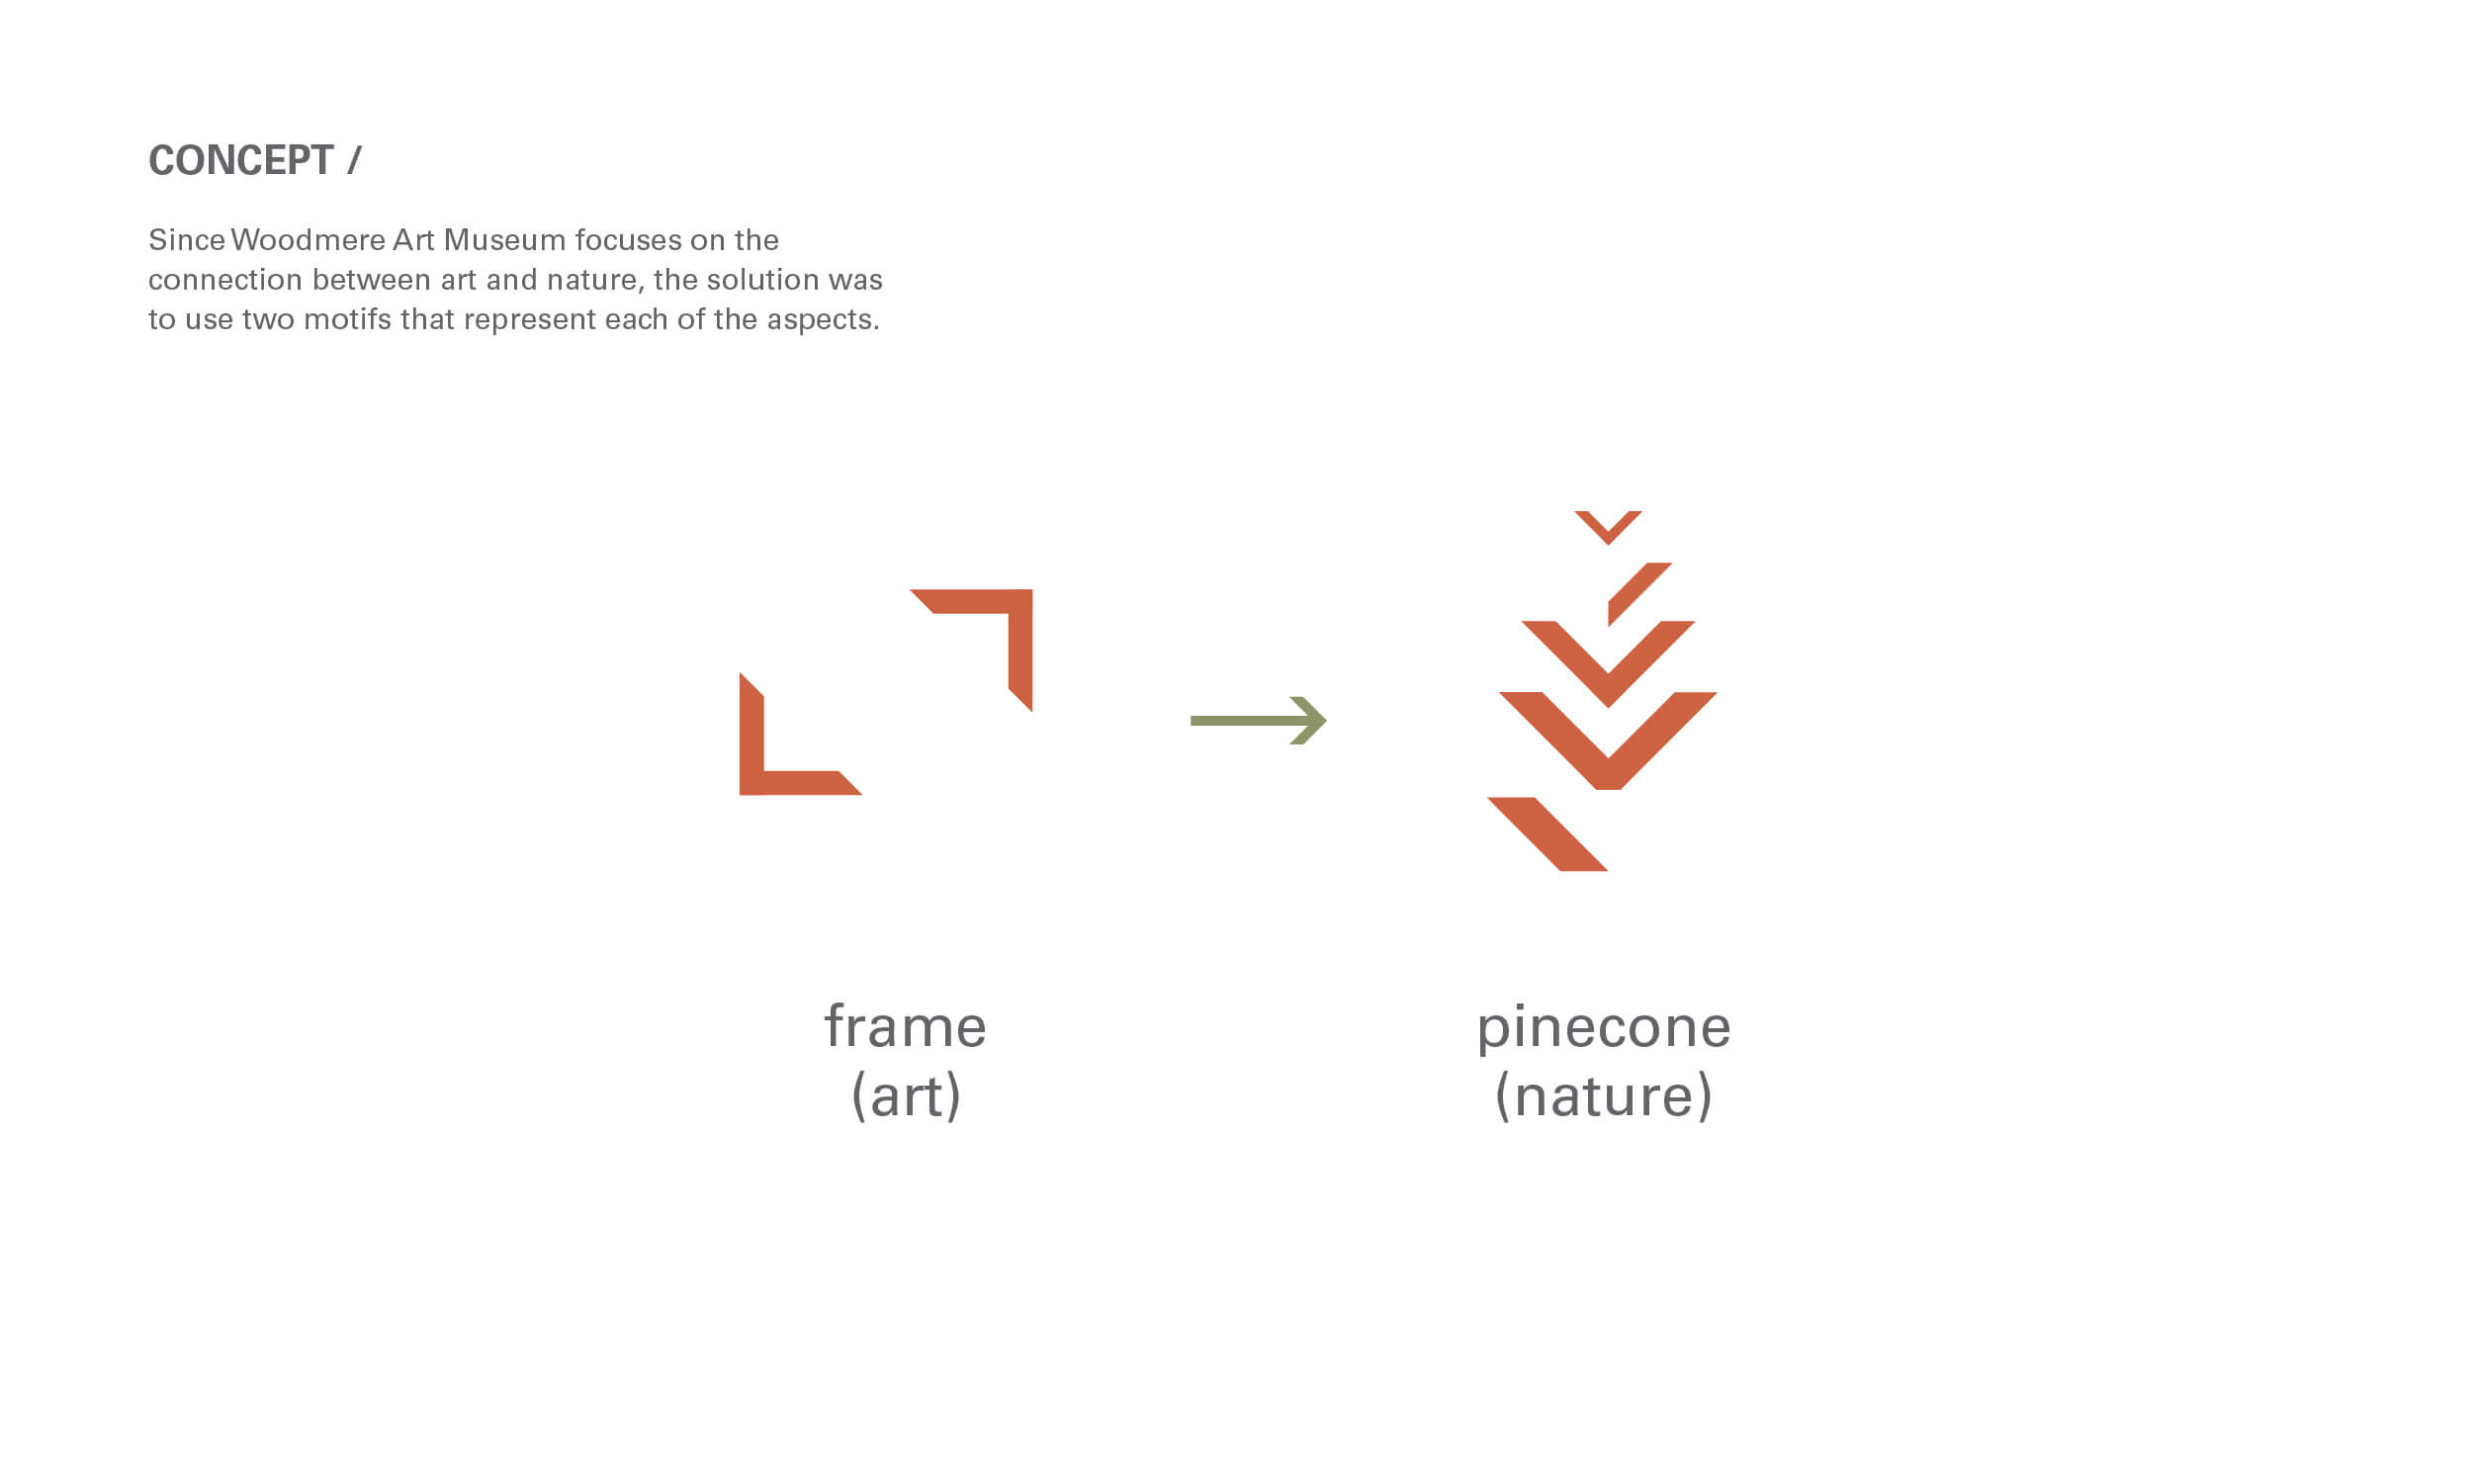 CONCEPT /
Since Woodmere Art Museum focuses on the
connection between art and nature, the solution was
to use two motifs that represent each of the aspects.
frame
(art)
pinecone
(nature)